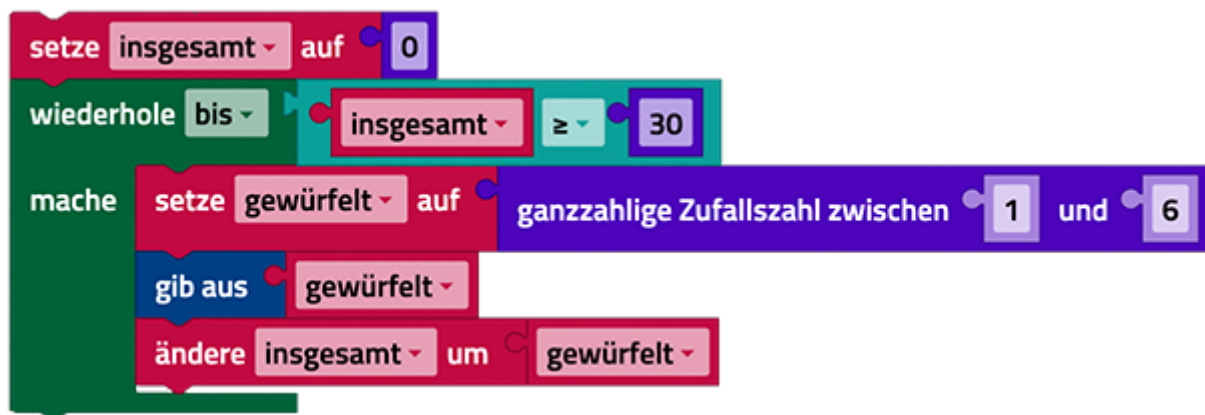 setze insgesamt auf 0
wiederhole bis insgesamt ≥ 30
mache setze gewürfelt auf ganzzahlige Zufallszahl zwischen 1 und 6
gib aus gewürfelt
ändere insgesamt um gewürfelt